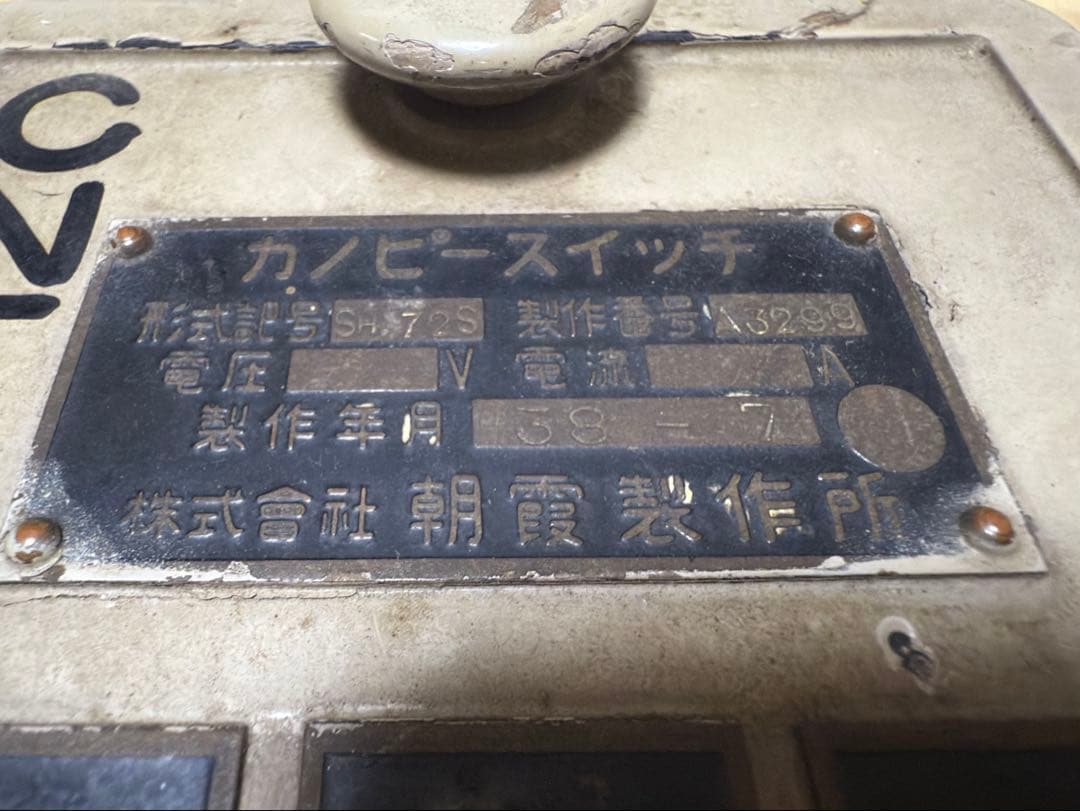 C
V
カノピースイッチ
形式記号 SH.72S 製作番号 A3299
電圧 V 電流 A
製作年月 38-7
株式會社 朝霞製作所